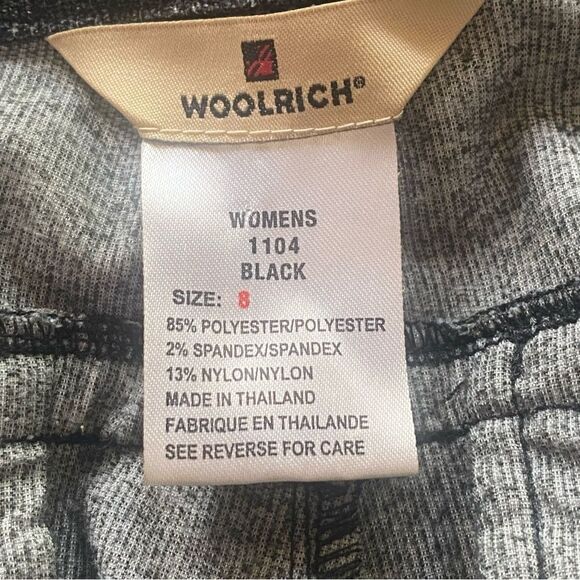 WOOLRICH®
WOMENS
1104
BLACK
SIZE: 8
85% POLYESTER/POLYESTER
2% SPANDEX/SPANDEX
13% NYLON/NYLON
MADE IN THAILAND
FABRIQUE EN THAILANDE
SEE REVERSE FOR CARE